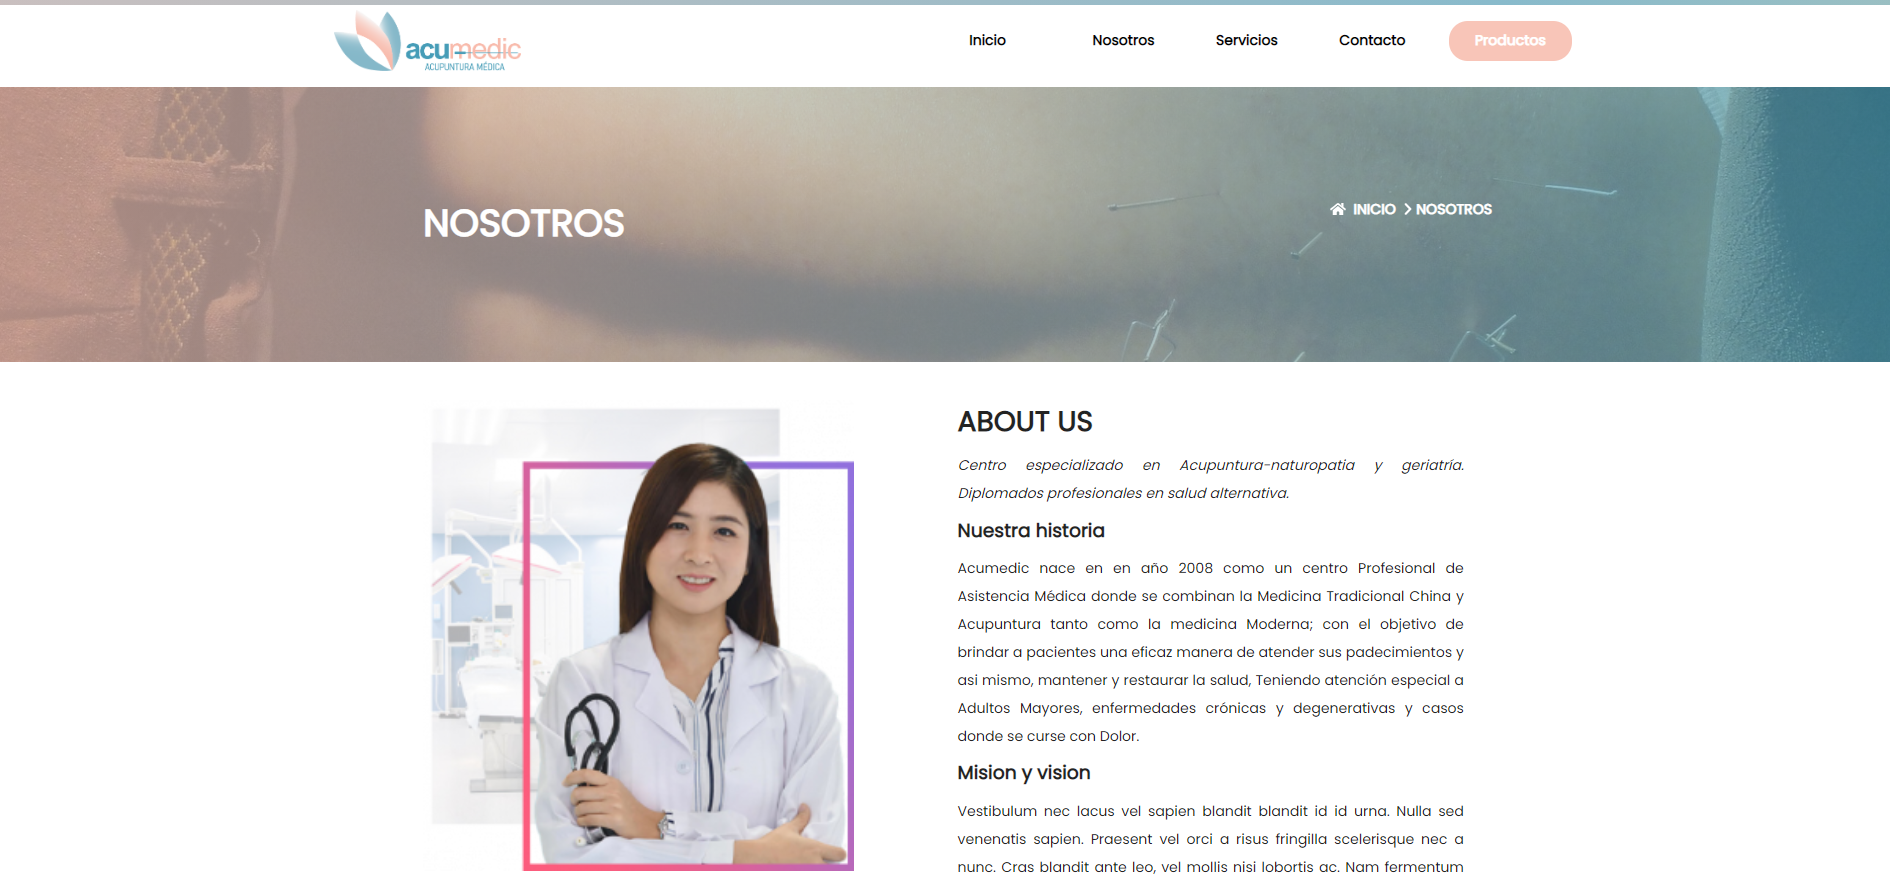 acumedic
ACUPUNTURA MÉDICA
Inicio
Nosotros
Servicios
Contacto
Productos
NOSOTROS
INICIO > NOSOTROS
ABOUT US
Centro especializado en Acupuntura-naturopatia y geriatría.
Diplomados profesionales en salud alternativa.
Nuestra historia
Acumedic nace en en año 2008 como un centro Profesional de
Asistencia Médica donde se combinan la Medicina Tradicional China y
Acupuntura tanto como la medicina Moderna; con el objetivo de
brindar a pacientes una eficaz manera de atender sus padecimientos y
asi mismo, mantener y restaurar la salud, Teniendo atención especial a
Adultos Mayores, enfermedades crónicas y degenerativas y casos
donde se curse con Dolor.
Mision y vision
Vestibulum nec lacus vel sapien blandit blandit id id urna. Nulla sed
venenatis sapien. Praesent vel orci a risus fringilla scelerisque nec a
nunc. Cras blandit ante leo, vel mollis nisi lobortis ac. Nam fermentum